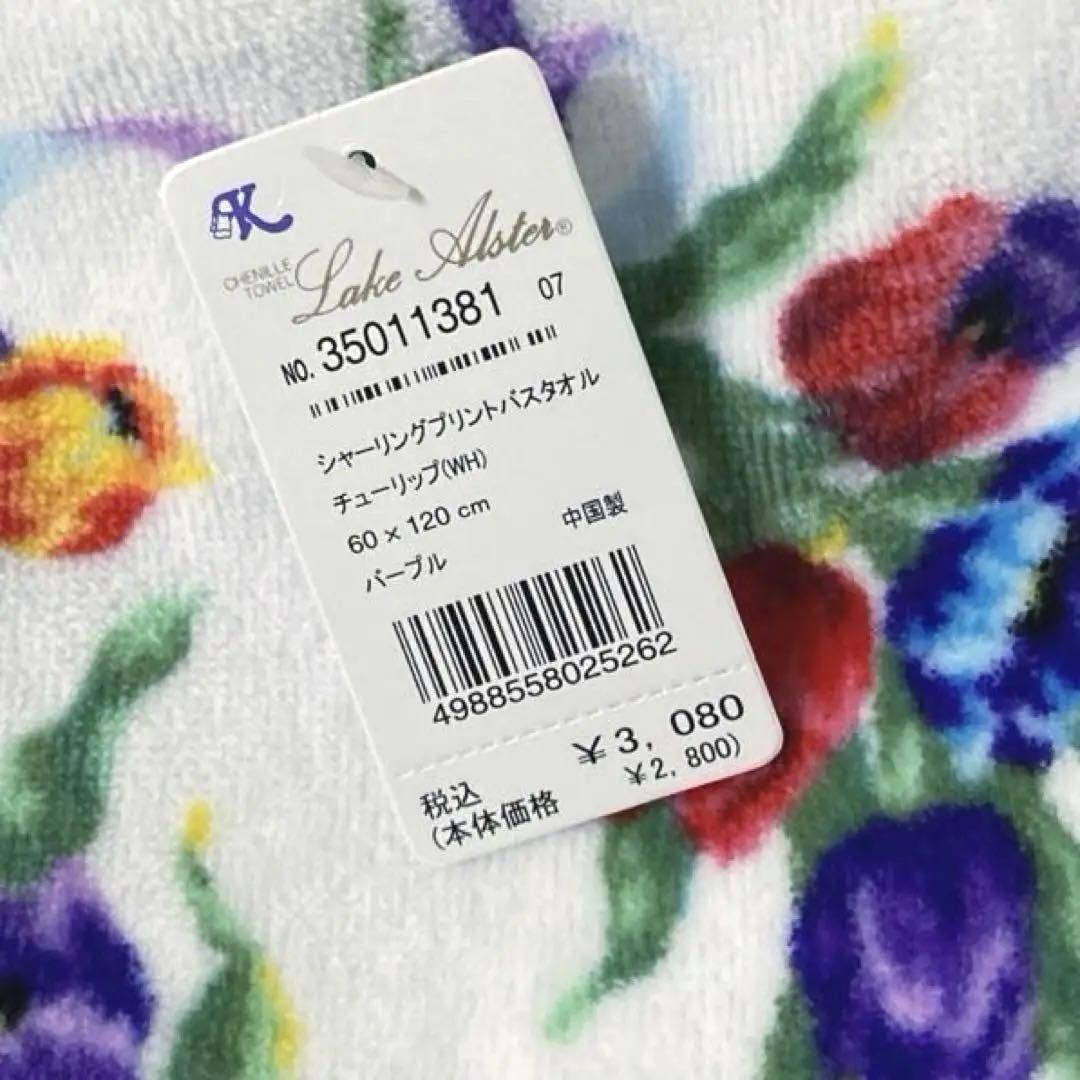 K
CHENILLE
TOWEL
Lake Alster®
NO. 35011381 07
シャーリングプリントバスタオル
チューリップ(WH)
60 × 120 cm 中国製
パープル
4988558025262
¥3,080
税込
¥2,800)
(本体価格